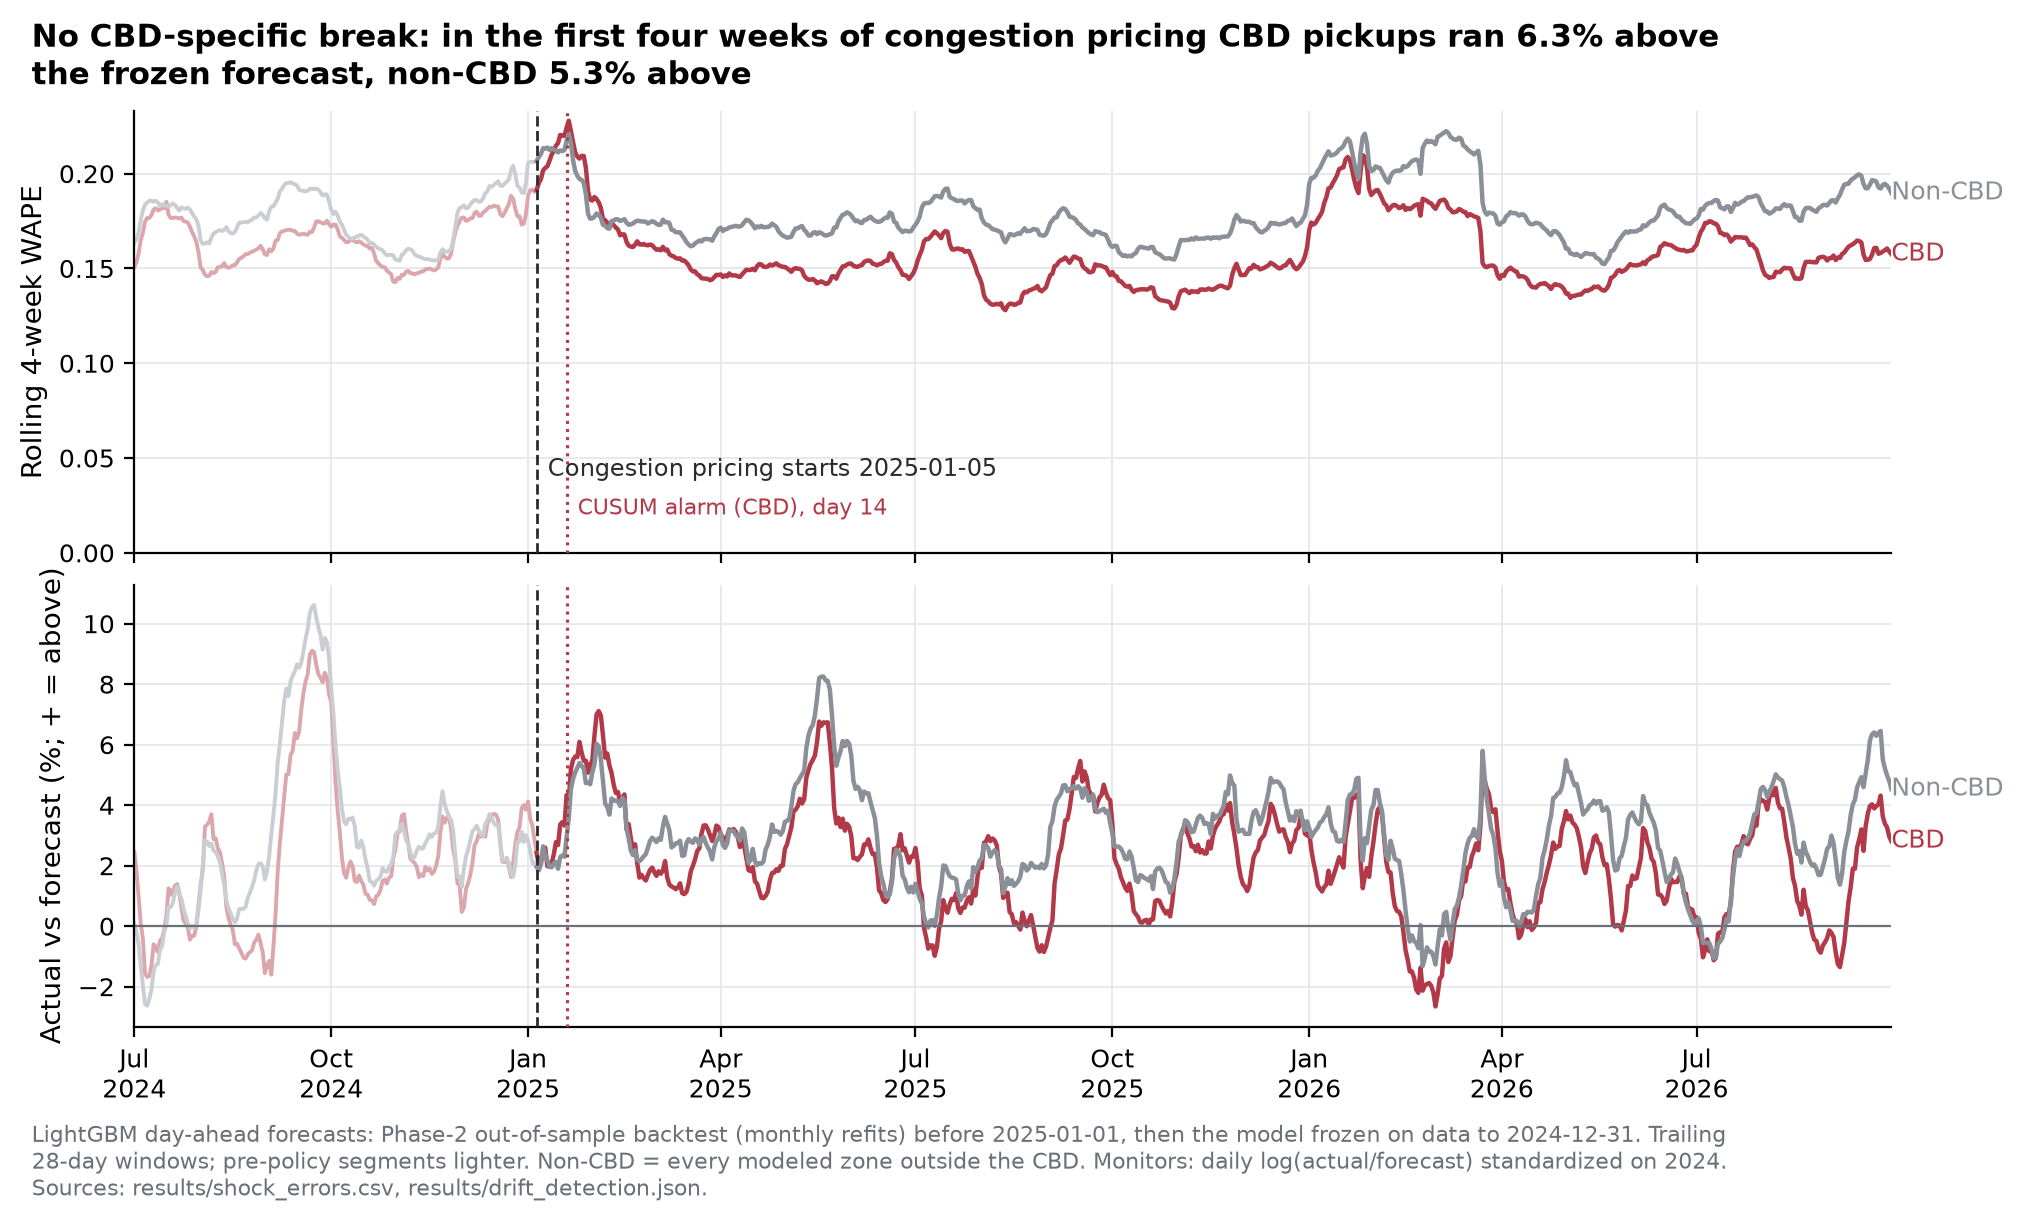 No CBD-specific break: in the first four weeks of congestion pricing CBD pickups ran 6.3% above
the frozen forecast, non-CBD 5.3% above
Rolling 4-week WAPE
0.20
0.15
0.10
0.05
0.00
Non-CBD
CBD
Congestion pricing starts 2025-01-05
CUSUM alarm (CBD), day 14
Actual vs forecast (%; + = above)
10
8
6
4
2
0
−2
Non-CBD
CBD
Jul
2024
Oct
2024
Jan
2025
Apr
2025
Jul
2025
Oct
2025
Jan
2026
Apr
2026
Jul
2026
LightGBM day-ahead forecasts: Phase-2 out-of-sample backtest (monthly refits) before 2025-01-01, then the model frozen on data to 2024-12-31. Trailing
28-day windows; pre-policy segments lighter. Non-CBD = every modeled zone outside the CBD. Monitors: daily log(actual/forecast) standardized on 2024.
Sources: results/shock_errors.csv, results/drift_detection.json.